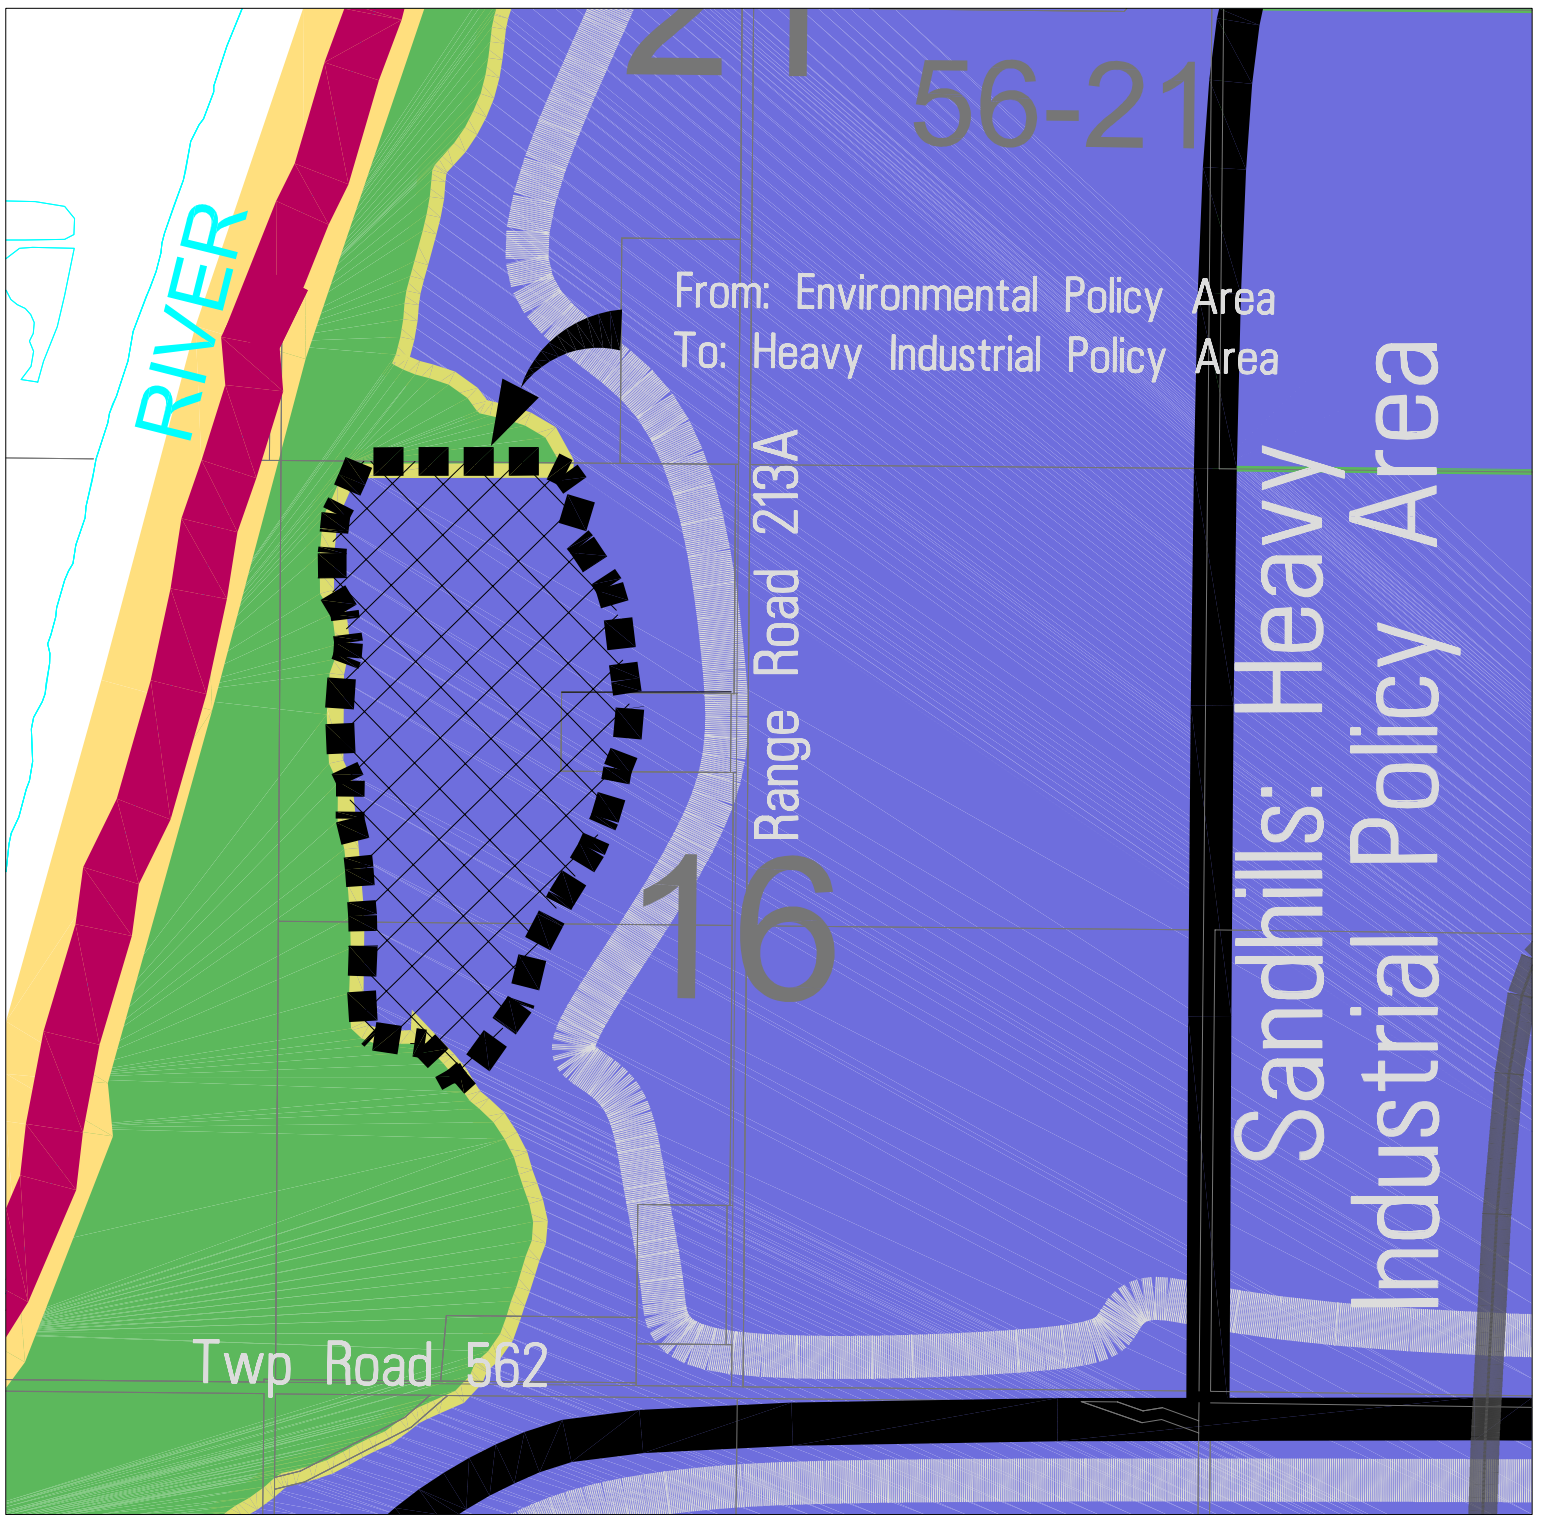 21
56-21
RIVER
From: Environmental Policy Area
To: Heavy Industrial Policy Area
Range Road 213A
16
Sandhills: Heavy
Industrial Policy Area
Twp Road 562